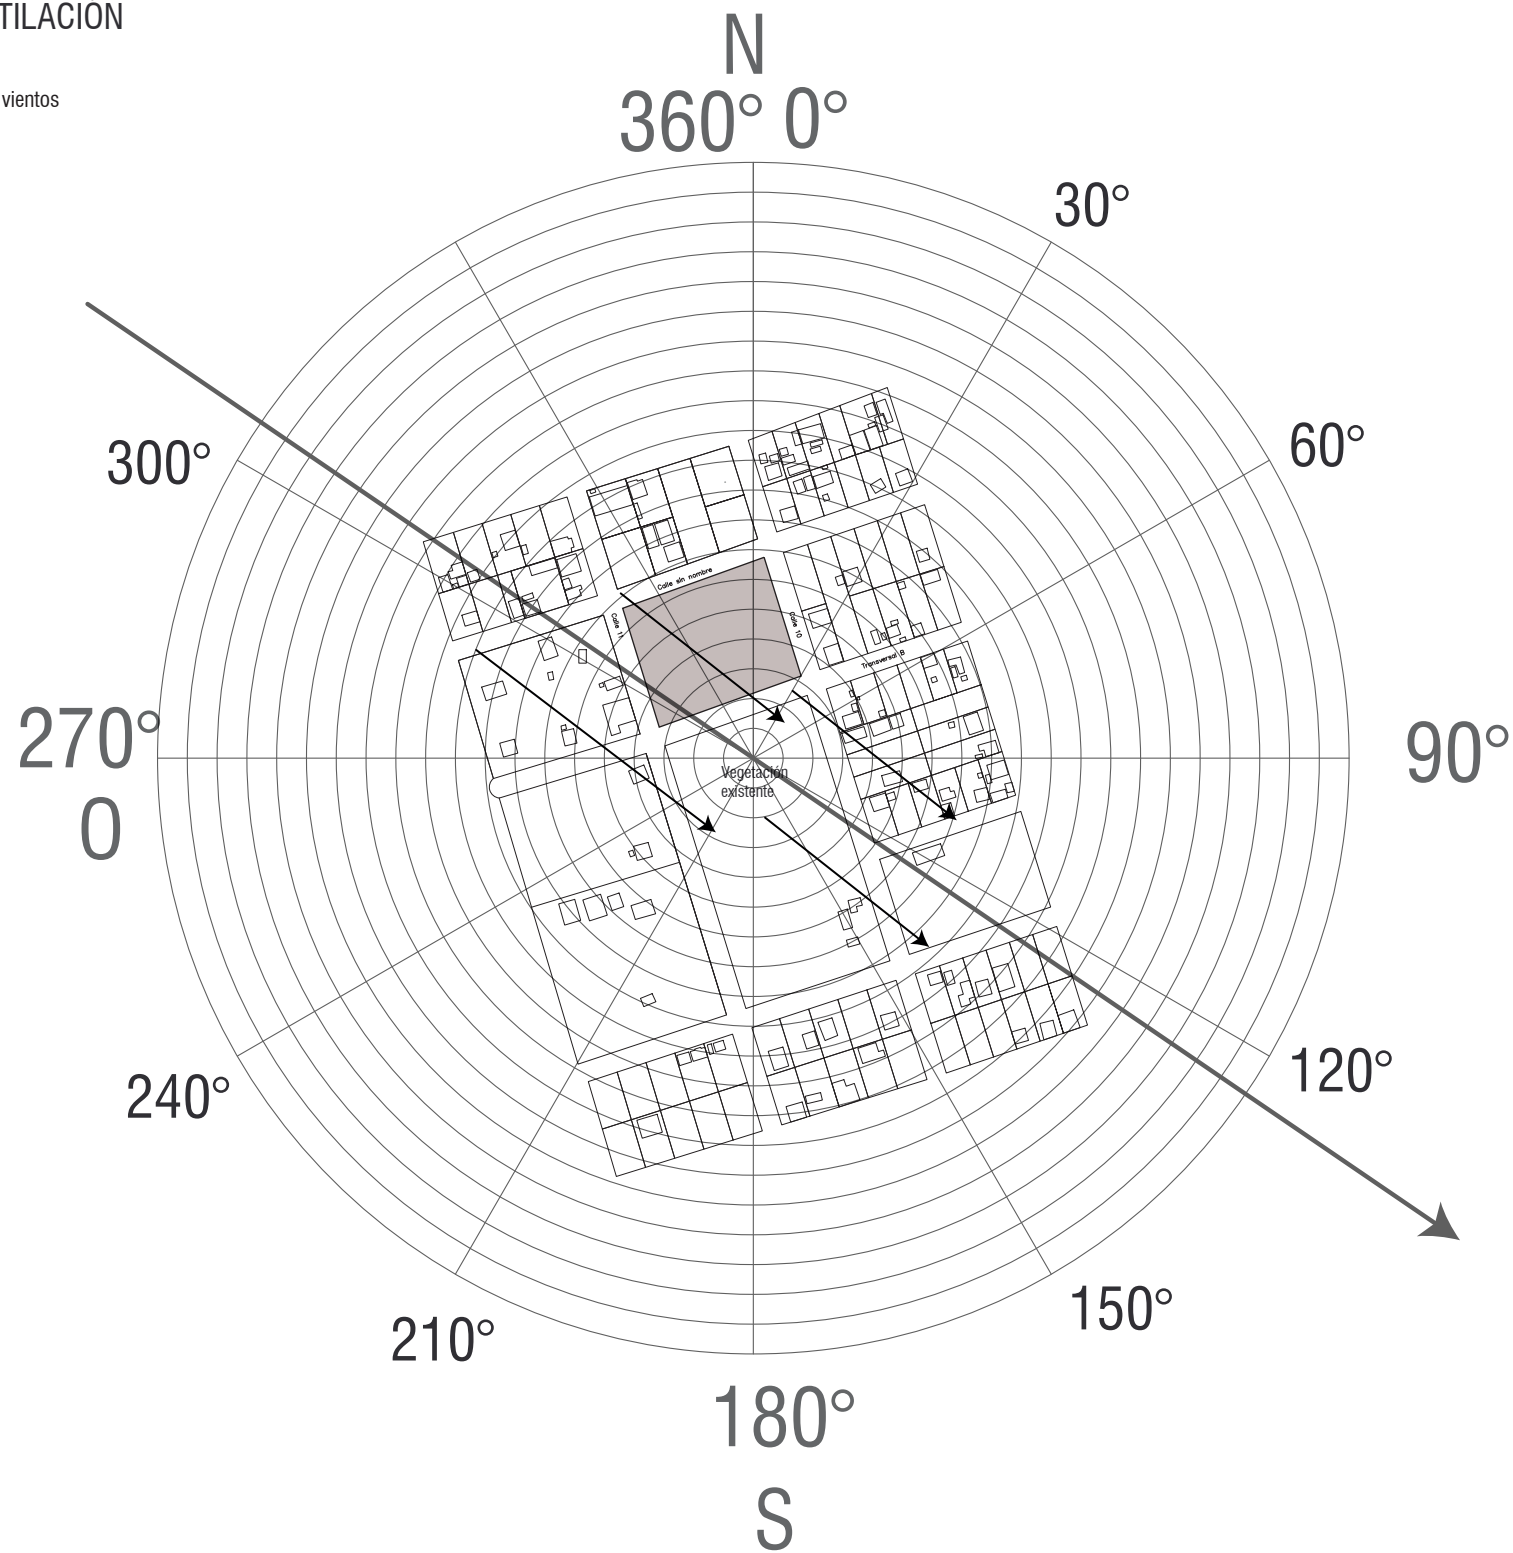 TILACIÓN
vientos
N
360° 0°
30°
60°
300°
Calle sin nombre
Calle 11
Calle 10
Transversal B
270°
90°
O
Vegetación
existente
240°
120°
210°
150°
180°
S